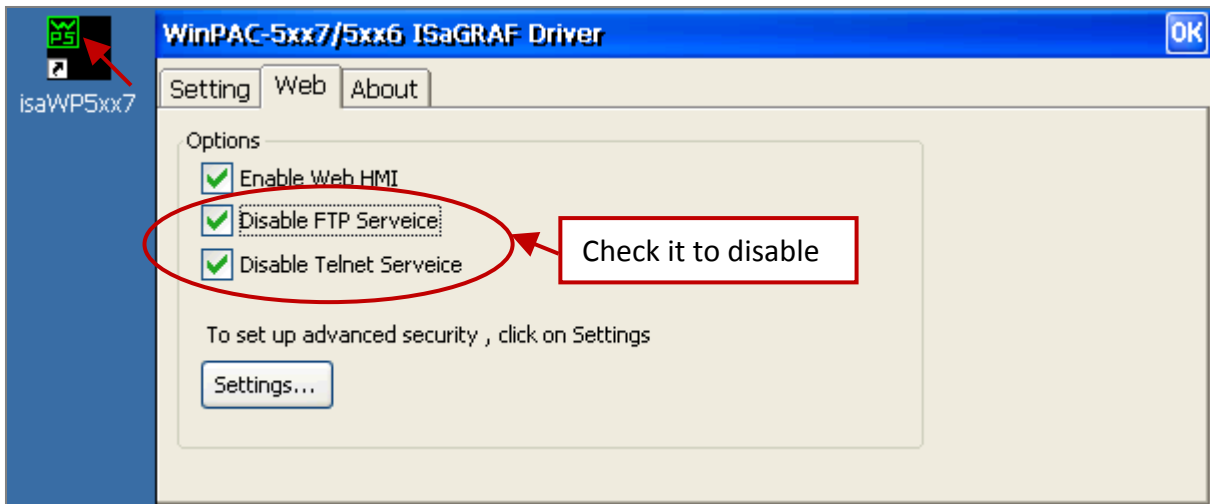 WinPAC-5xx7/5xx6 ISaGRAF Driver
OK
PS
isaWP5xx7
Setting Web About
Options
Enable Web HMI
Disable FTP Serveice
Disable Telnet Serveice
Check it to disable
To set up advanced security , click on Settings
Settings...